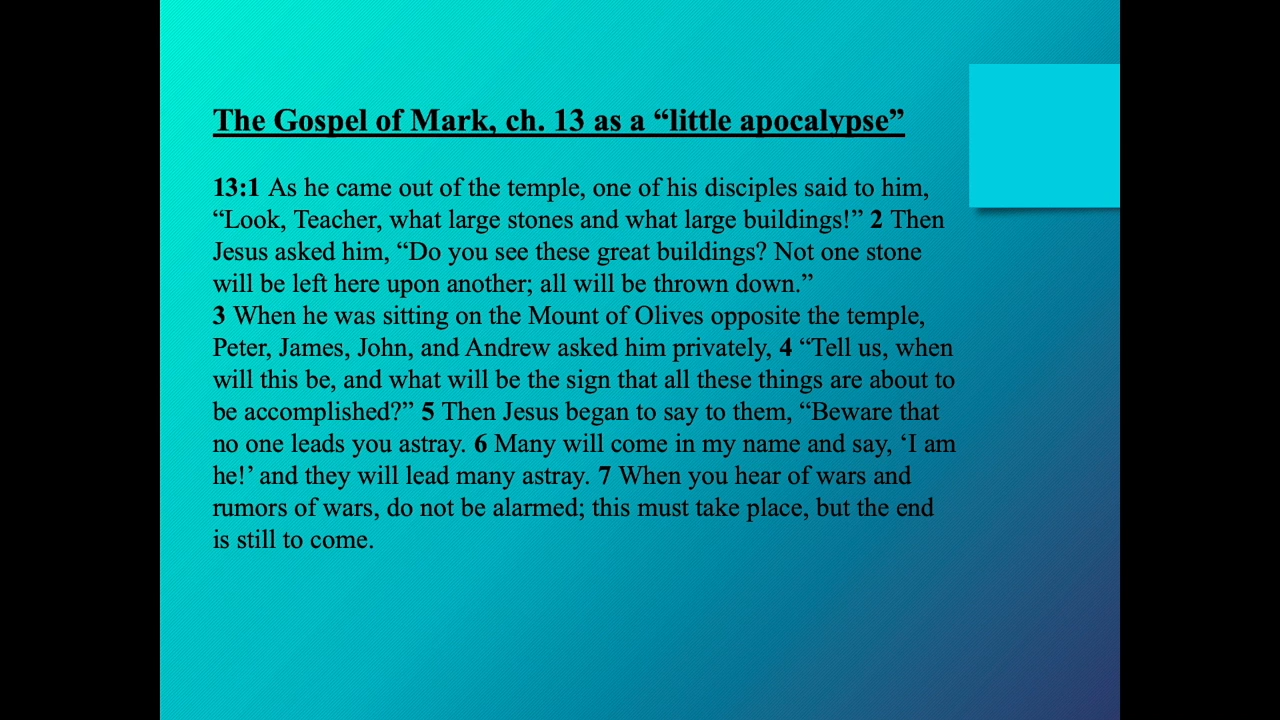 The Gospel of Mark, ch. 13 as a “little apocalypse”
13:1 As he came out of the temple, one of his disciples said to him,
“Look, Teacher, what large stones and what large buildings!” 2 Then
Jesus asked him, “Do you see these great buildings? Not one stone
will be left here upon another; all will be thrown down.”
3 When he was sitting on the Mount of Olives opposite the temple,
Peter, James, John, and Andrew asked him privately, 4 “Tell us, when
will this be, and what will be the sign that all these things are about to
be accomplished?” 5 Then Jesus began to say to them, “Beware that
no one leads you astray. 6 Many will come in my name and say, ‘I am
he!’ and they will lead many astray. 7 When you hear of wars and
rumors of wars, do not be alarmed; this must take place, but the end
is still to come.